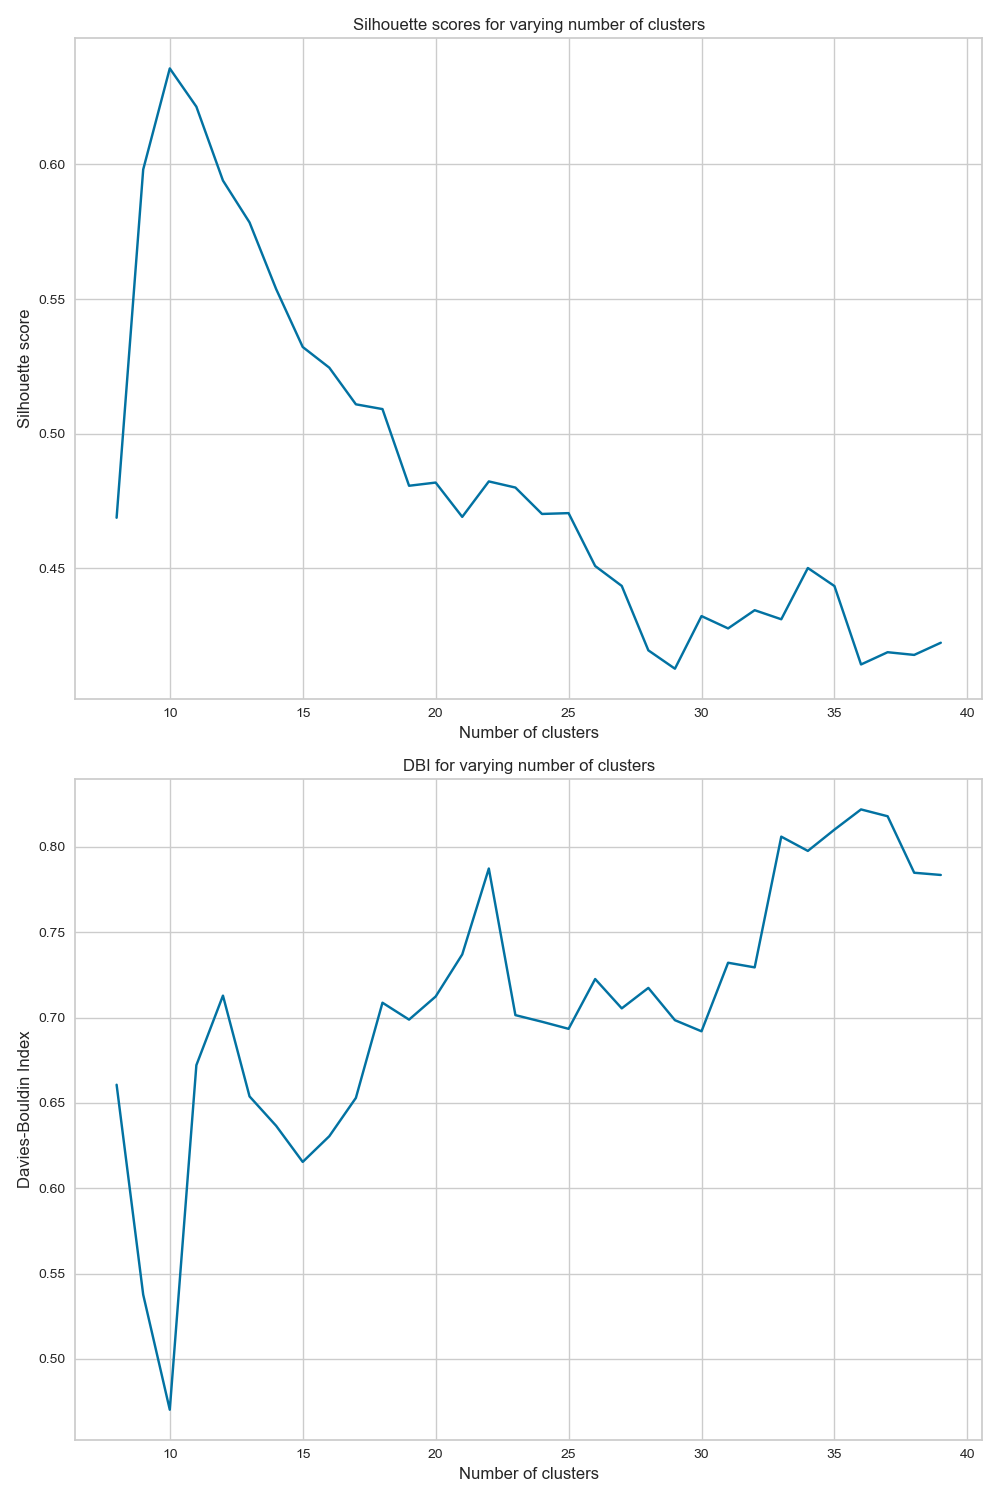 Silhouette scores for varying number of clusters
0.60
0.55
0.50
0.45
Silhouette score
10 15 20 25 30 35 40
Number of clusters
DBI for varying number of clusters
0.80
0.75
0.70
0.65
0.60
0.55
0.50
Davies-Bouldin Index
10 15 20 25 30 35 40
Number of clusters